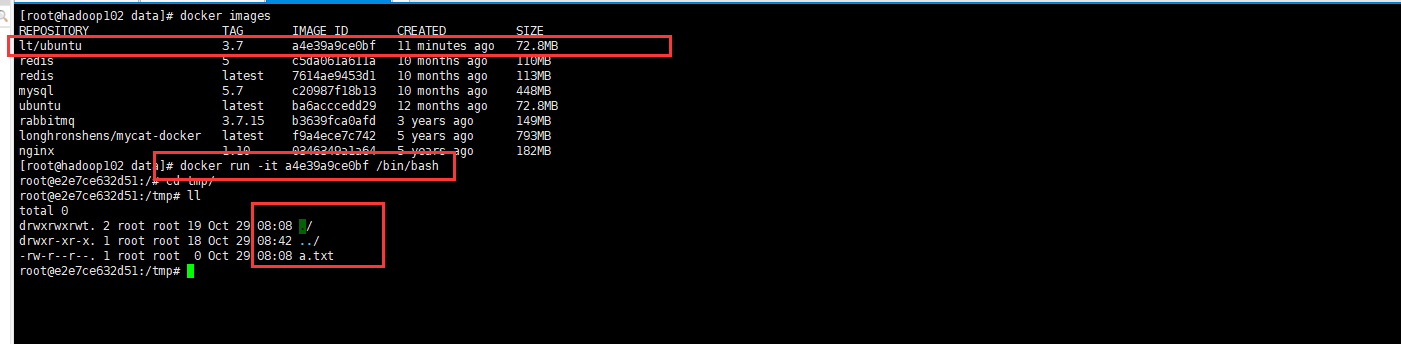 [root@hadoop102 data]# docker images
REPOSITORY TAG IMAGE ID CREATED SIZE
lt/ubuntu 3.7 a4e39a9ce0bf 11 minutes ago 72.8MB
redis 5 c5da061a611a 10 months ago 110MB
redis latest 7614ae9453d1 10 months ago 113MB
mysql 5.7 c20987f18b13 10 months ago 448MB
ubuntu latest ba6acccedd29 12 months ago 72.8MB
rabbitmq 3.7.15 b3639fca0afd 3 years ago 149MB
longhronshens/mycat-docker latest f9a4ece7c742 5 years ago 793MB
nginx 1.10 0346349a1a64 5 years ago 182MB
[root@hadoop102 data]# docker run -it a4e39a9ce0bf /bin/bash
root@e2e7ce632d51:/# cd tmp/
root@e2e7ce632d51:/tmp# ll
total 0
drwxrwxrwt. 2 root root 19 Oct 29 08:08 ./
drwxr-xr-x. 1 root root 18 Oct 29 08:42 ../
-rw-r--r--. 1 root root 0 Oct 29 08:08 a.txt
root@e2e7ce632d51:/tmp#